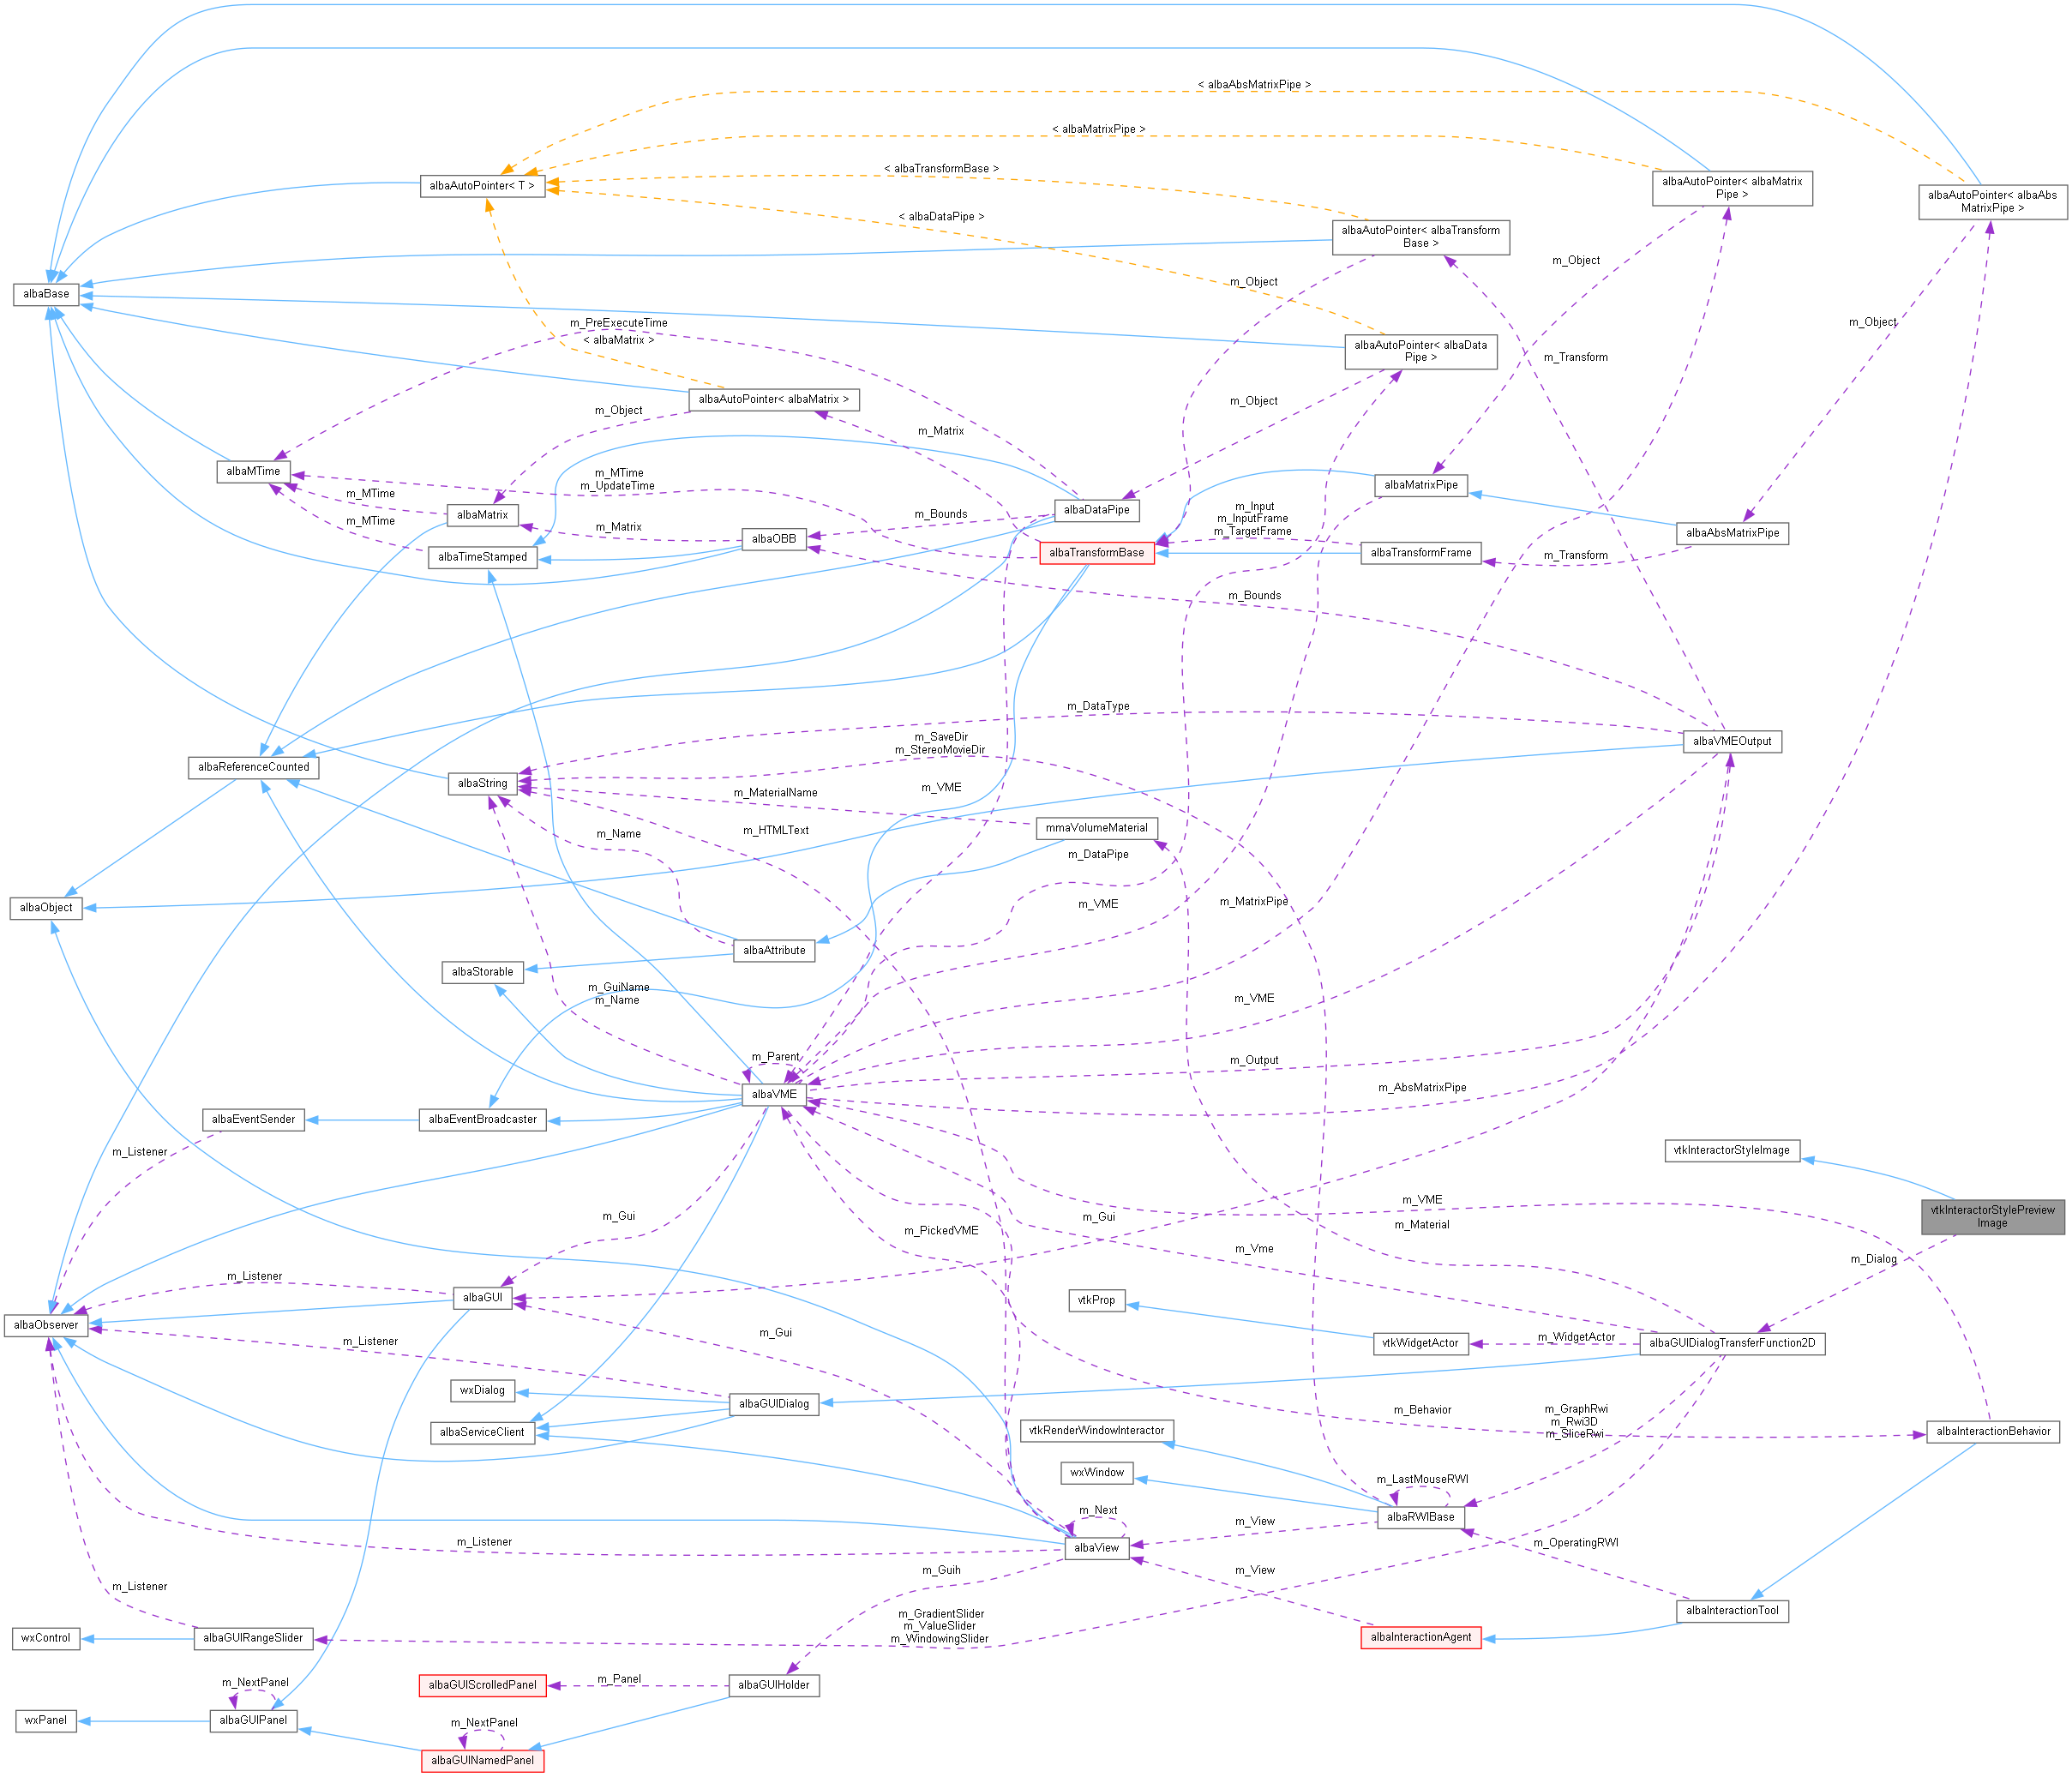 < albaAbsMatrixPipe >
< albaMatrixPipe >
< albaTransformBase >
albaAutoPointer< T >
albaAutoPointer< albaMatrix
Pipe >
albaAutoPointer< albaAbs
MatrixPipe >
< albaDataPipe >
albaAutoPointer< albaTransform
Base >
m_Object
m_Object
albaBase
m_PreExecuteTime
< albaMatrix >
m_Object
albaAutoPointer< albaData
Pipe >
m_Transform
albaAutoPointer< albaMatrix >
m_Object
m_Object
m_Matrix
albaMTime
m_MTime
m_UpdateTime
albaMatrixPipe
m_MTime
albaMatrix
m_Matrix
m_Bounds
albaDataPipe
m_Input
m_InputFrame
m_TargetFrame
albaAbsMatrixPipe
m_MTime
albaTimeStamped
albaOBB
albaTransformBase
albaTransformFrame
m_Transform
m_Bounds
m_DataType
m_SaveDir
m_StereoMovieDir
albaVMEOutput
albaReferenceCounted
albaString
m_MaterialName
m_VME
m_Name
m_HTMLText
mmaVolumeMaterial
m_DataPipe
albaObject
m_VME
m_MatrixPipe
albaAttribute
albaStorable
m_GuiName
m_Name
m_VME
m_Parent
m_Output
albaVME
m_AbsMatrixPipe
albaEventSender
albaEventBroadcaster
m_Listener
vtkInteractorStyleImage
m_VME
vtkInteractorStylePreview
Image
m_Gui
m_PickedVME
m_Gui
m_Material
m_Vme
m_Dialog
m_Listener
albaGUI
vtkProp
albaObserver
m_Listener
m_Gui
vtkWidgetActor
m_WidgetActor
albaGUIDialogTransferFunction2D
wxDialog
albaGUIDialog
m_Behavior
m_GraphRwi
m_Rwi3D
m_SliceRwi
albaServiceClient
vtkRenderWindowInteractor
albaInteractionBehavior
wxWindow
m_LastMouseRWI
m_Next
m_View
albaRWIBase
m_Listener
albaView
m_OperatingRWI
m_Listener
m_Guih
m_View
m_GradientSlider
m_ValueSlider
m_WindowingSlider
albaInteractionTool
wxControl
albaGUIRangeSlider
albaInteractionAgent
m_NextPanel
albaGUIScrolledPanel
m_Panel
albaGUIHolder
wxPanel
albaGUIPanel
m_NextPanel
albaGUINamedPanel